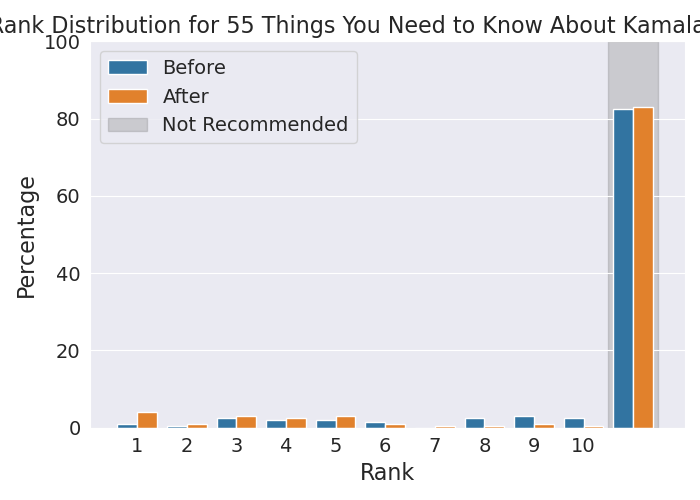 Rank Distribution for 55 Things You Need to Know About Kamala
100
80
60
40
20
0
Percentage
Before
After
Not Recommended
1 2 3 4 5 6 7 8 9 10
Rank